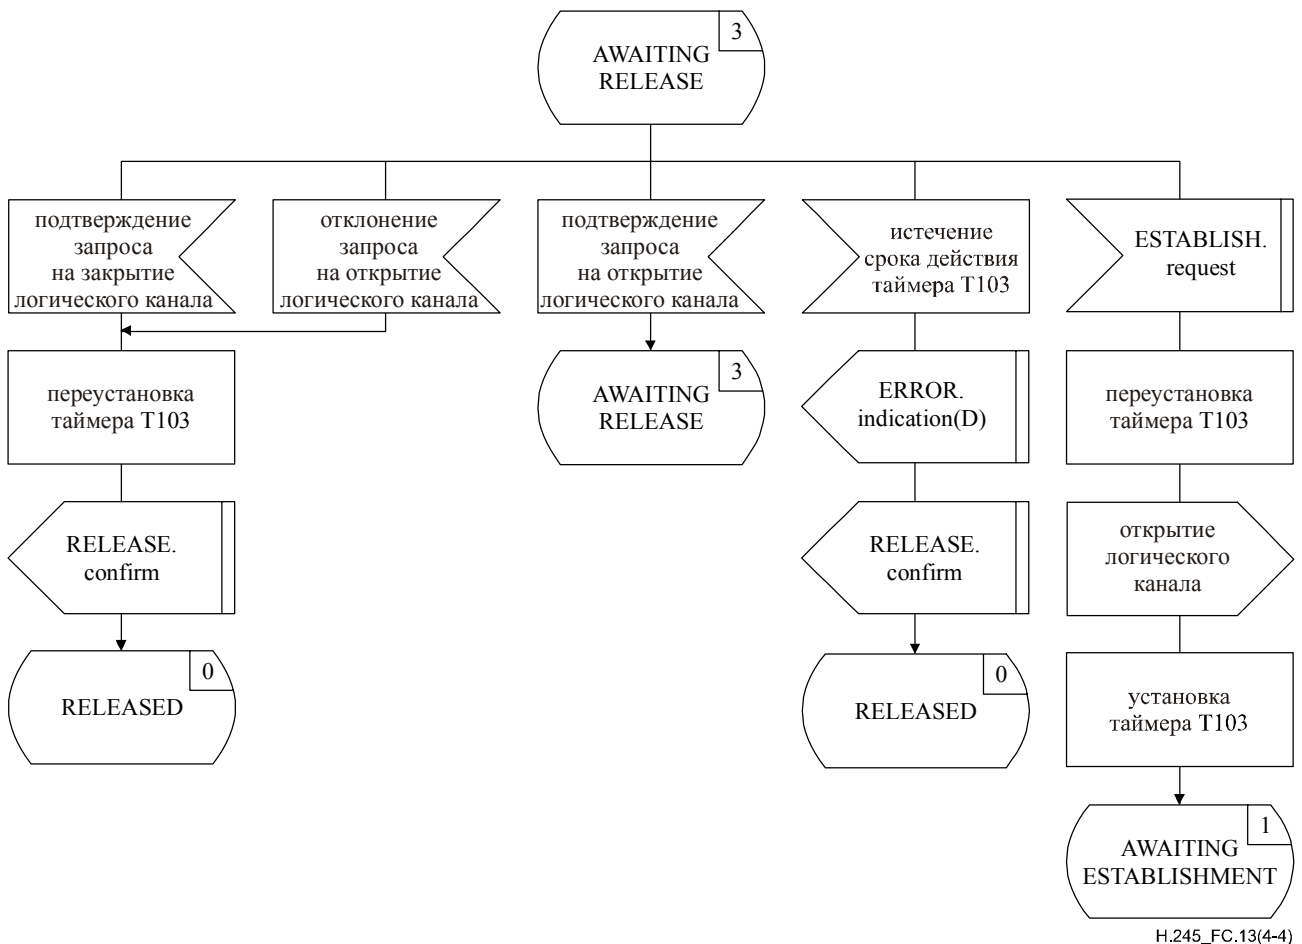 3
AWAITING
RELEASE
подтверждение
запроса
на закрытие
логического канала
отклонение
запроса
на открытие
логического канала
подтверждение
запроса
на открытие
логического канала
истечение
срока действия
таймера T103
ESTABLISH.
request
переустановка
таймера T103
3
AWAITING
RELEASE
ERROR.
indication(D)
переустановка
таймера T103
RELEASE.
confirm
RELEASE.
confirm
открытие
логического
канала
0
RELEASED
0
RELEASED
установка
таймера T103
1
AWAITING
ESTABLISHMENT
H.245_FC.13(4-4)